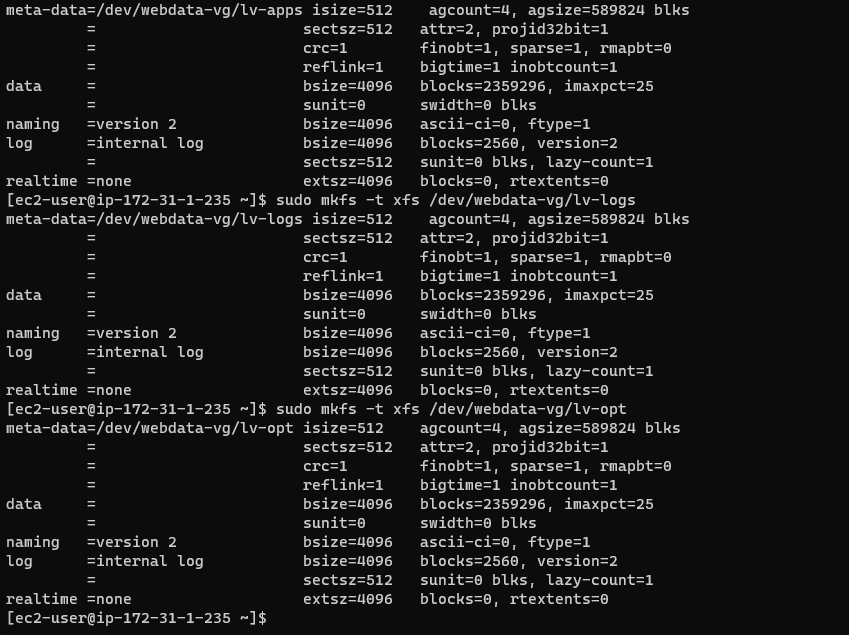 meta-data=/dev/webdata-vg/lv-apps isize=512    agcount=4, agsize=589824 blks
         =                       sectsz=512   attr=2, projid32bit=1
         =                       crc=1        finobt=1, sparse=1, rmapbt=0
         =                       reflink=1    bigtime=1 inobtcount=1
data     =                       bsize=4096   blocks=2359296, imaxpct=25
         =                       sunit=0      swidth=0 blks
naming   =version 2              bsize=4096   ascii-ci=0, ftype=1
log      =internal log           bsize=4096   blocks=2560, version=2
         =                       sectsz=512   sunit=0 blks, lazy-count=1
realtime =none                   extsz=4096   blocks=0, rtextents=0
[ec2-user@ip-172-31-1-235 ~]$ sudo mkfs -t xfs /dev/webdata-vg/lv-logs
meta-data=/dev/webdata-vg/lv-logs isize=512    agcount=4, agsize=589824 blks
         =                       sectsz=512   attr=2, projid32bit=1
         =                       crc=1        finobt=1, sparse=1, rmapbt=0
         =                       reflink=1    bigtime=1 inobtcount=1
data     =                       bsize=4096   blocks=2359296, imaxpct=25
         =                       sunit=0      swidth=0 blks
naming   =version 2              bsize=4096   ascii-ci=0, ftype=1
log      =internal log           bsize=4096   blocks=2560, version=2
         =                       sectsz=512   sunit=0 blks, lazy-count=1
realtime =none                   extsz=4096   blocks=0, rtextents=0
[ec2-user@ip-172-31-1-235 ~]$ sudo mkfs -t xfs /dev/webdata-vg/lv-opt
meta-data=/dev/webdata-vg/lv-opt isize=512    agcount=4, agsize=589824 blks
         =                       sectsz=512   attr=2, projid32bit=1
         =                       crc=1        finobt=1, sparse=1, rmapbt=0
         =                       reflink=1    bigtime=1 inobtcount=1
data     =                       bsize=4096   blocks=2359296, imaxpct=25
         =                       sunit=0      swidth=0 blks
naming   =version 2              bsize=4096   ascii-ci=0, ftype=1
log      =internal log           bsize=4096   blocks=2560, version=2
         =                       sectsz=512   sunit=0 blks, lazy-count=1
realtime =none                   extsz=4096   blocks=0, rtextents=0
[ec2-user@ip-172-31-1-235 ~]$